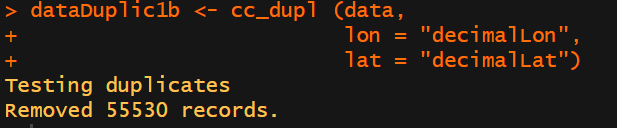 > dataDuplic1b <- cc_dupl (data,
+                          lon = "decimalLon",
+                          lat = "decimalLat")
Testing duplicates
Removed 55530 records.